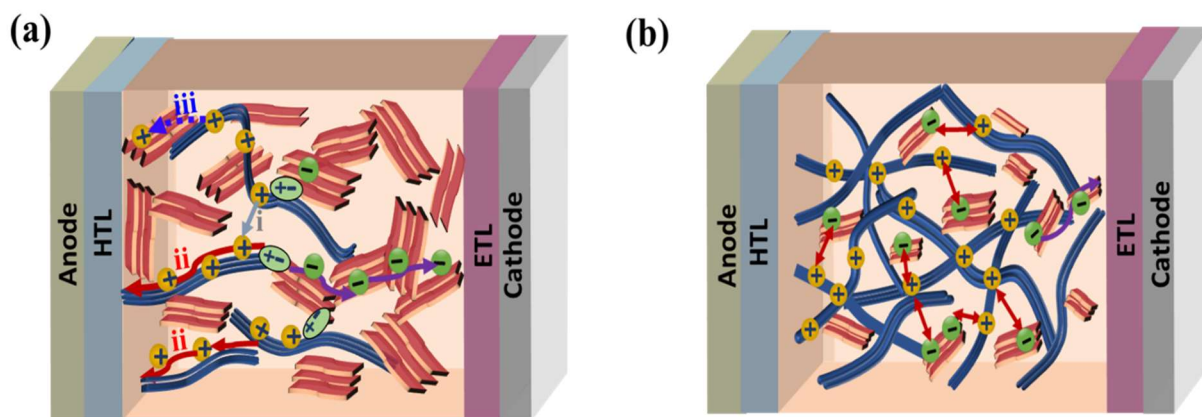 (a)
Anode
HTL
iii
i
ii
ii
ETL
Cathode
(b)
Anode
HTL
ETL
Cathode